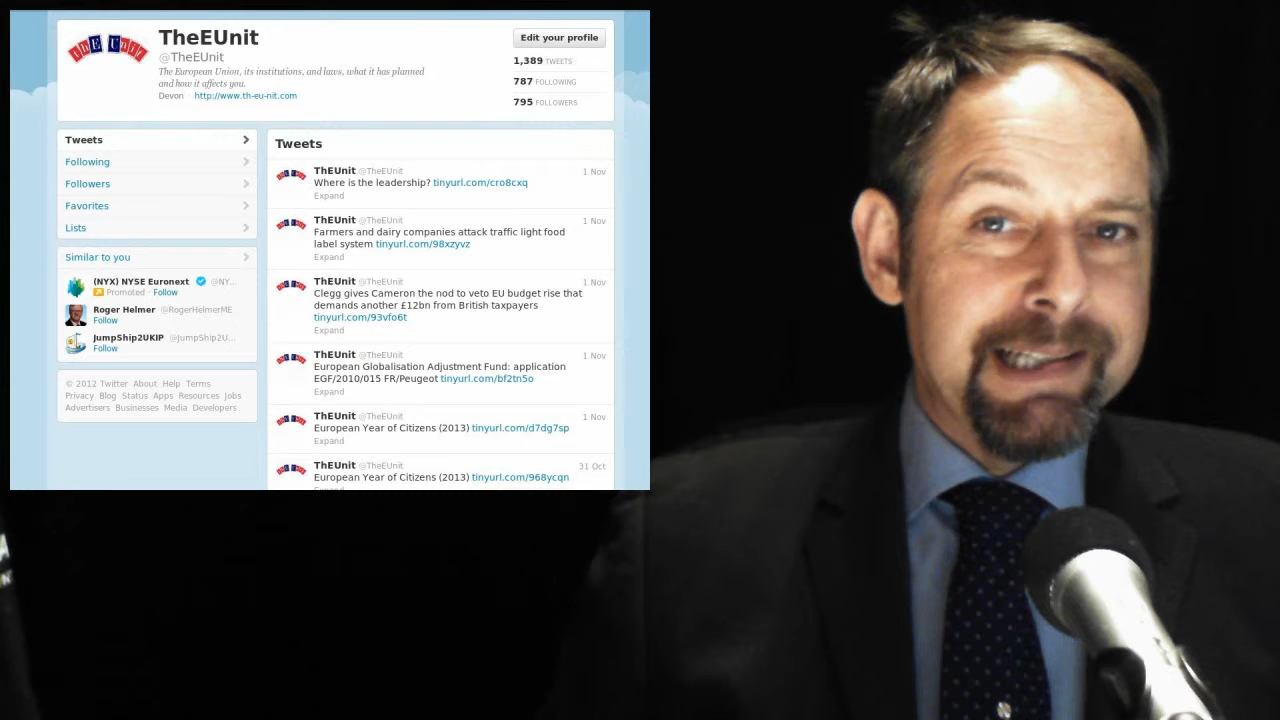 TheEUnit
@TheEUnit
The European Union, its institutions, and laws, what it has planned
and how it affects you.
Devon http://www.th-eu-nit.com
Edit your profile
1,389 TWEETS
787 FOLLOWING
795 FOLLOWERS
Tweets
Following
Followers
Favorites
Lists
Similar to you
(NYX) NYSE Euronext @NY...
Promoted · Follow
Roger Helmer @RogerHelmerME
Follow
JumpShip2UKIP @JumpShip2U...
Follow
© 2012 Twitter About Help Terms
Privacy Blog Status Apps Resources Jobs
Advertisers Businesses Media Developers
Tweets
ThEUnit @TheEUnit 1 Nov
Where is the leadership? tinyurl.com/cro8cxq
Expand
ThEUnit @TheEUnit 1 Nov
Farmers and dairy companies attack traffic light food
label system tinyurl.com/98xzyvz
Expand
ThEUnit @TheEUnit 1 Nov
Clegg gives Cameron the nod to veto EU budget rise that
demands another £12bn from British taxpayers
tinyurl.com/93vfo6t
Expand
ThEUnit @TheEUnit 1 Nov
European Globalisation Adjustment Fund: application
EGF/2010/015 FR/Peugeot tinyurl.com/bf2tn5o
Expand
ThEUnit @TheEUnit 1 Nov
European Year of Citizens (2013) tinyurl.com/d7dg7sp
Expand
ThEUnit @TheEUnit 31 Oct
European Year of Citizens (2013) tinyurl.com/968ycqn